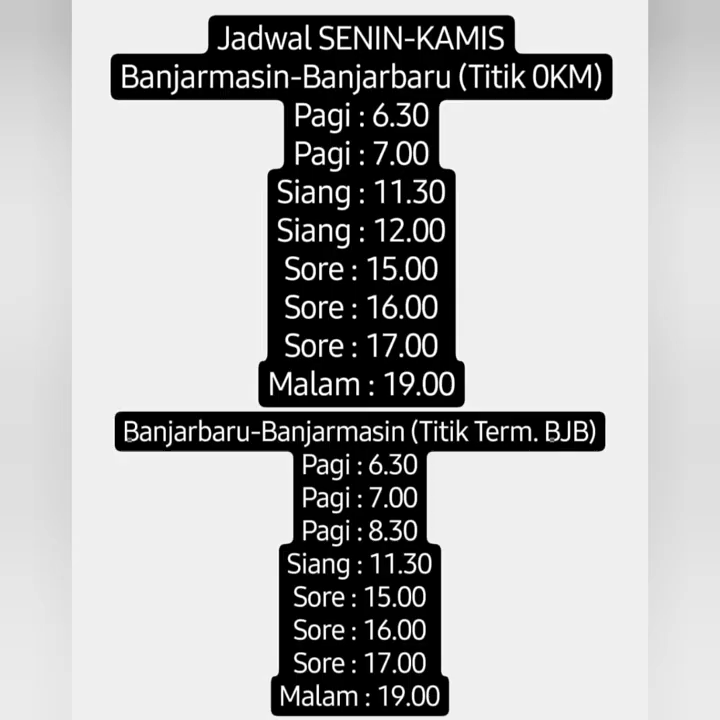 Jadwal SENIN-KAMIS
Banjarmasin-Banjarbaru (Titik 0KM)
Pagi : 6.30
Pagi : 7.00
Siang : 11.30
Siang : 12.00
Sore : 15.00
Sore : 16.00
Sore : 17.00
Malam : 19.00
Banjarbaru-Banjarmasin (Titik Term. BJB)
Pagi : 6.30
Pagi : 7.00
Pagi : 8.30
Siang : 11.30
Sore : 15.00
Sore : 16.00
Sore : 17.00
Malam : 19.00